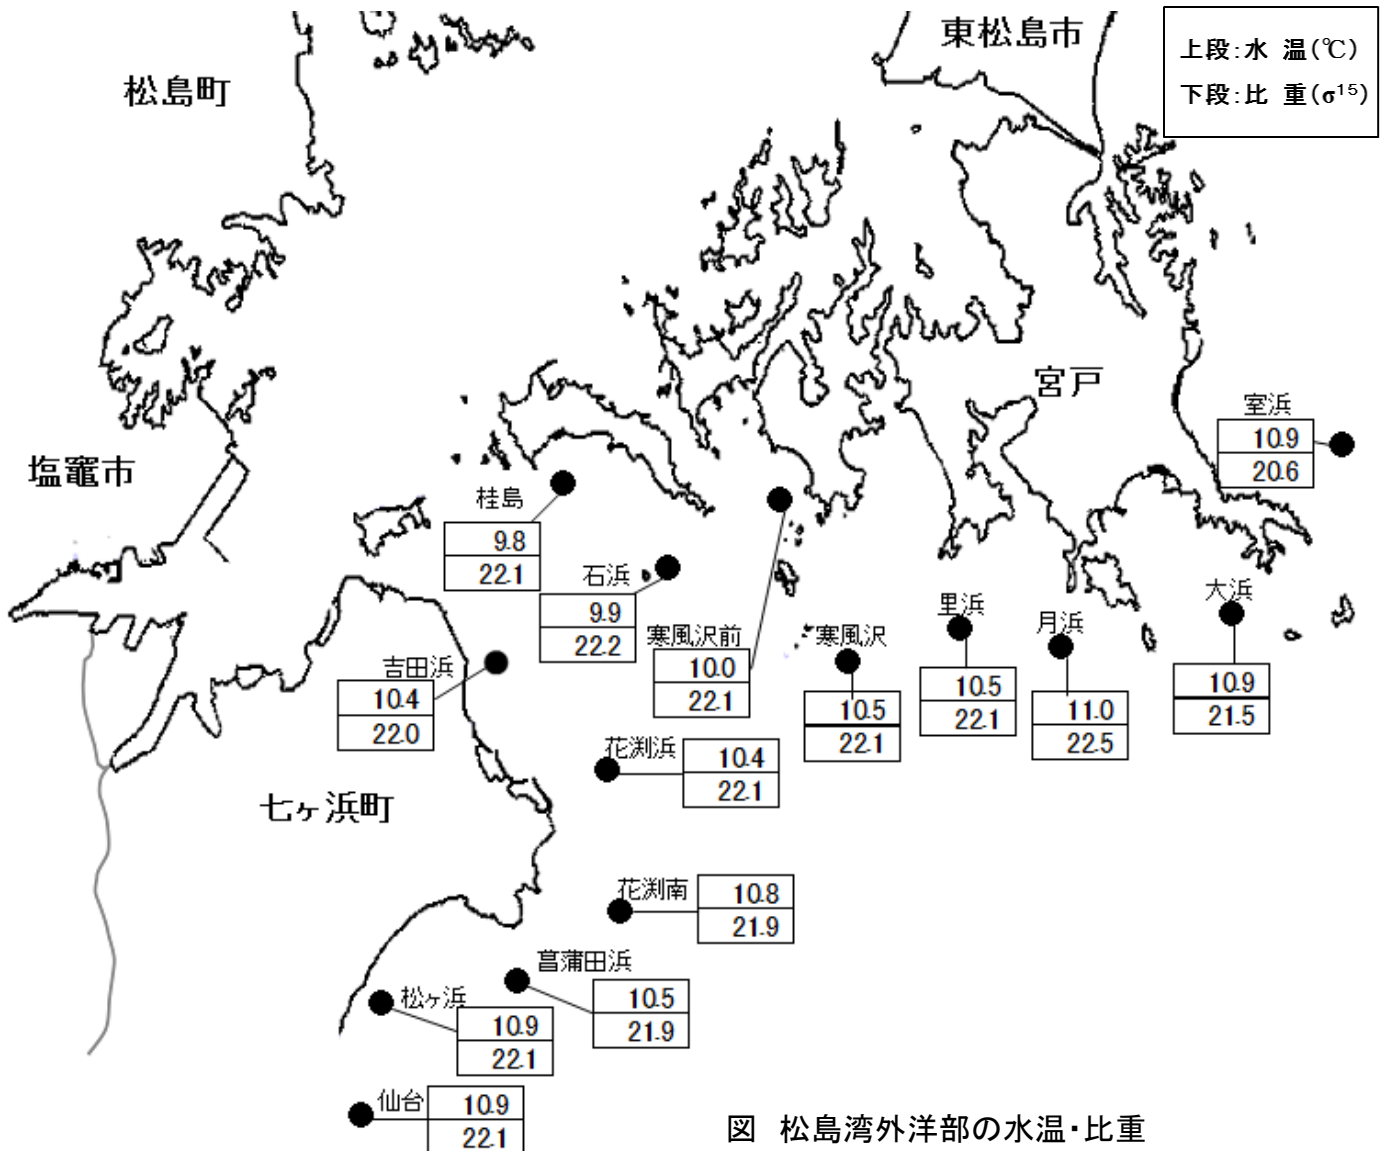 東松島市
上段:水 温(℃)
下段:比 重(σ15)
松島町
宮戸
室浜
10.9
20.6
塩竈市
桂島
9.8
22.1
石浜
9.9
22.2
寒風沢前
10.0
22.1
寒風沢
10.5
22.1
里浜
10.5
22.1
月浜
11.0
22.5
大浜
10.9
21.5
吉田浜
10.4
22.0
花渕浜
10.4
22.1
七ヶ浜町
花渕南
10.8
21.9
菖蒲田浜
10.5
21.9
松ヶ浜
10.9
22.1
仙台
10.9
22.1
図 松島湾外洋部の水温・比重